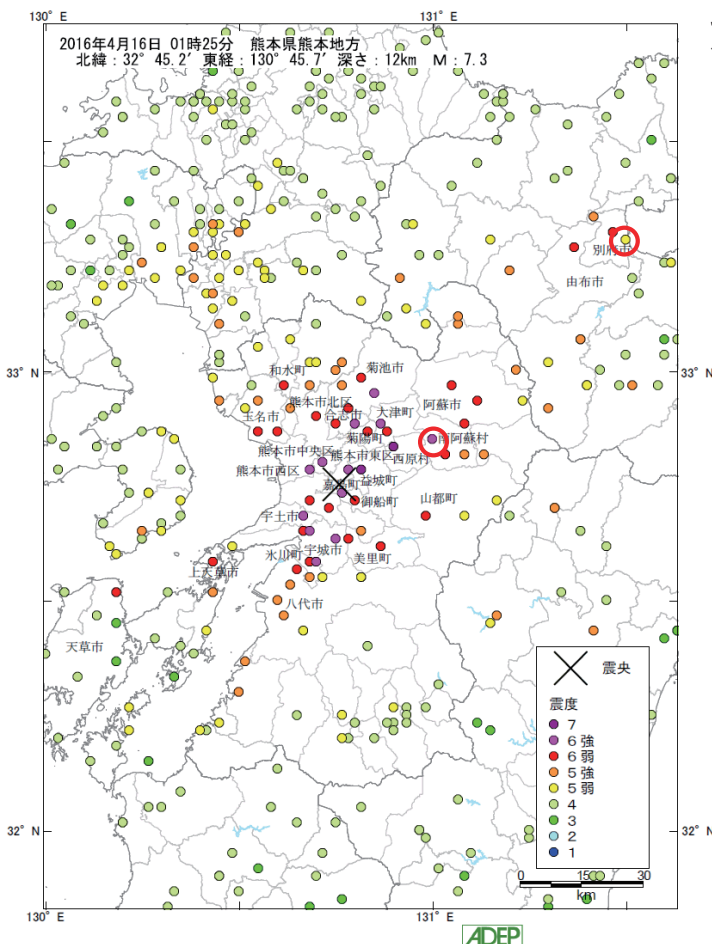 130° E
131° E
2016年4月16日 01時25分 熊本県熊本地方
北緯：32° 45.2′ 東経：130° 45.7′ 深さ：12km M：7.3
別府市
由布市
33° N
33° N
和水町
菊池市
熊本市北区
大津町
阿蘇市
玉名市
合志市
菊陽町
南阿蘇村
熊本市中央区
熊本市東区
西原村
熊本市西区
嘉島町
益城町
御船町
山都町
宇土市
氷川町
宇城市
美里町
上天草市
八代市
天草市
震央
震度
7
6強
6弱
5強
5弱
4
3
2
1
32° N
32° N
0
15
30
km
130° E
131° E
ADEP